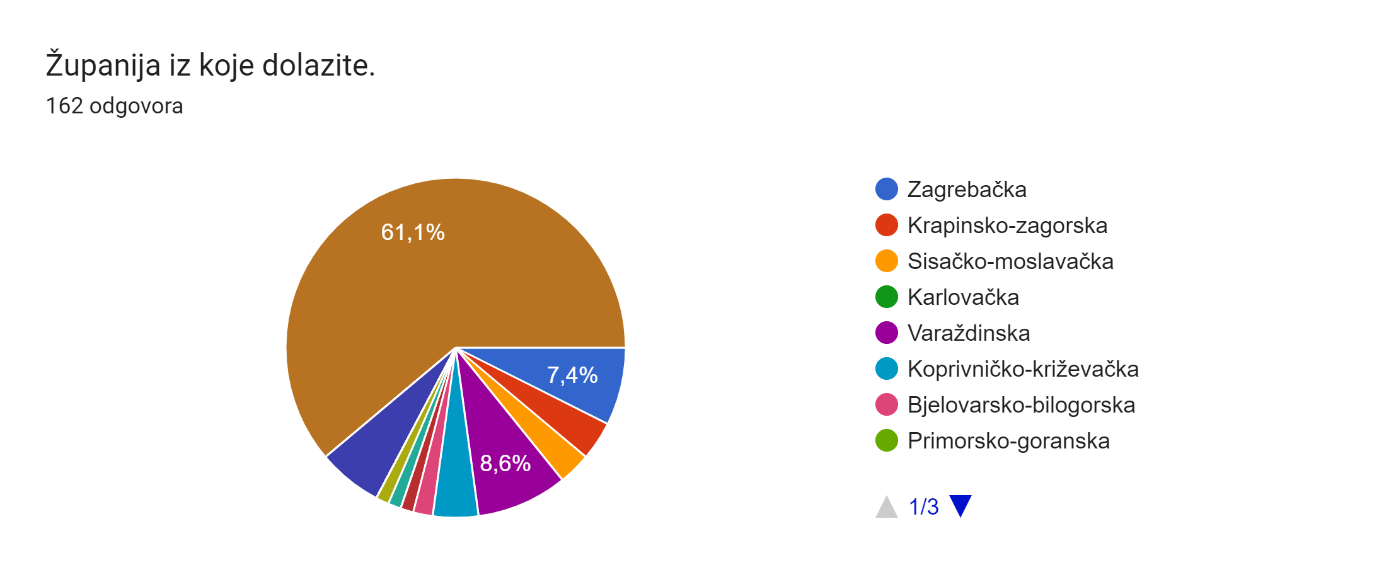 Županija iz koje dolazite.
162 odgovora
61,1%
7,4%
8,6%
Zagrebačka
Krapinsko-zagorska
Sisačko-moslavačka
Karlovačka
Varaždinska
Koprivničko-križevačka
Bjelovarsko-bilogorska
Primorsko-goranska
1/3